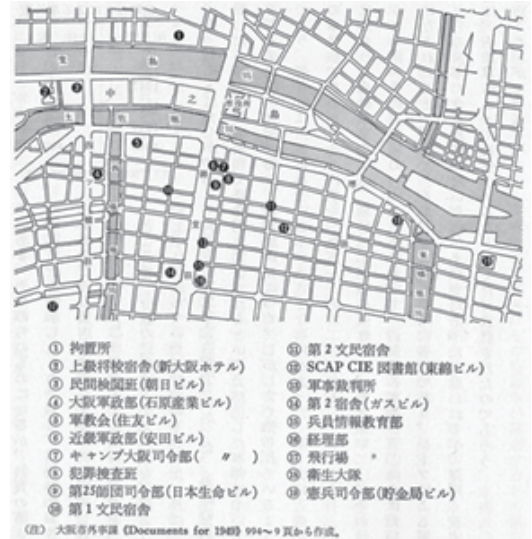 堂島
中之島
土佐堀
① 拘置所
② 上級将校宿舎(新大阪ホテル)
③ 民間検閲班(朝日ビル)
④ 大阪軍政部(石原産業ビル)
⑤ 軍教会(住友ビル)
⑥ 近畿軍政部(安田ビル)
⑦ キャンプ大阪司令部( 〃 )
⑧ 犯罪捜査班
⑨ 第25師団司令部(日本生命ビル)
⑩ 第1文民宿舎
⑪ 第2文民宿舎
⑫ SCAP CIE 図書館(東綿ビル)
⑬ 軍事裁判所
⑭ 第2宿舎(ガスビル)
⑮ 兵員情報教育部
⑯ 経理部
⑰ 飛行場
⑱ 衛生大隊
⑲ 憲兵司令部(貯金局ビル)
(注) 大阪市外事課《Documents for 1949》994〜9頁から作成。